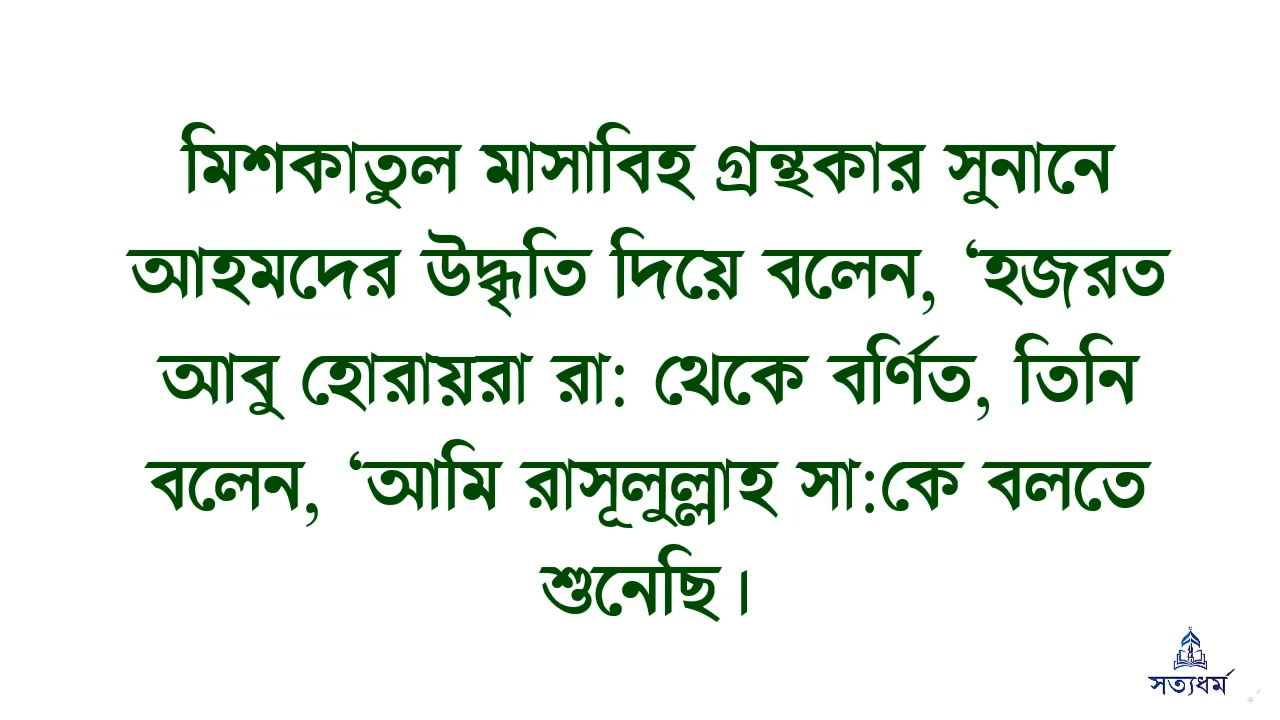 মিশকাতুল মাসাবিহ গ্রন্থকার সুনানে
আহমদের উদ্ধৃতি দিয়ে বলেন, ‘হজরত
আবু হোরায়রা রা: থেকে বর্ণিত, তিনি
বলেন, ‘আমি রাসূলুল্লাহ সা:কে বলতে
শুনেছি।
সত্যধর্ম